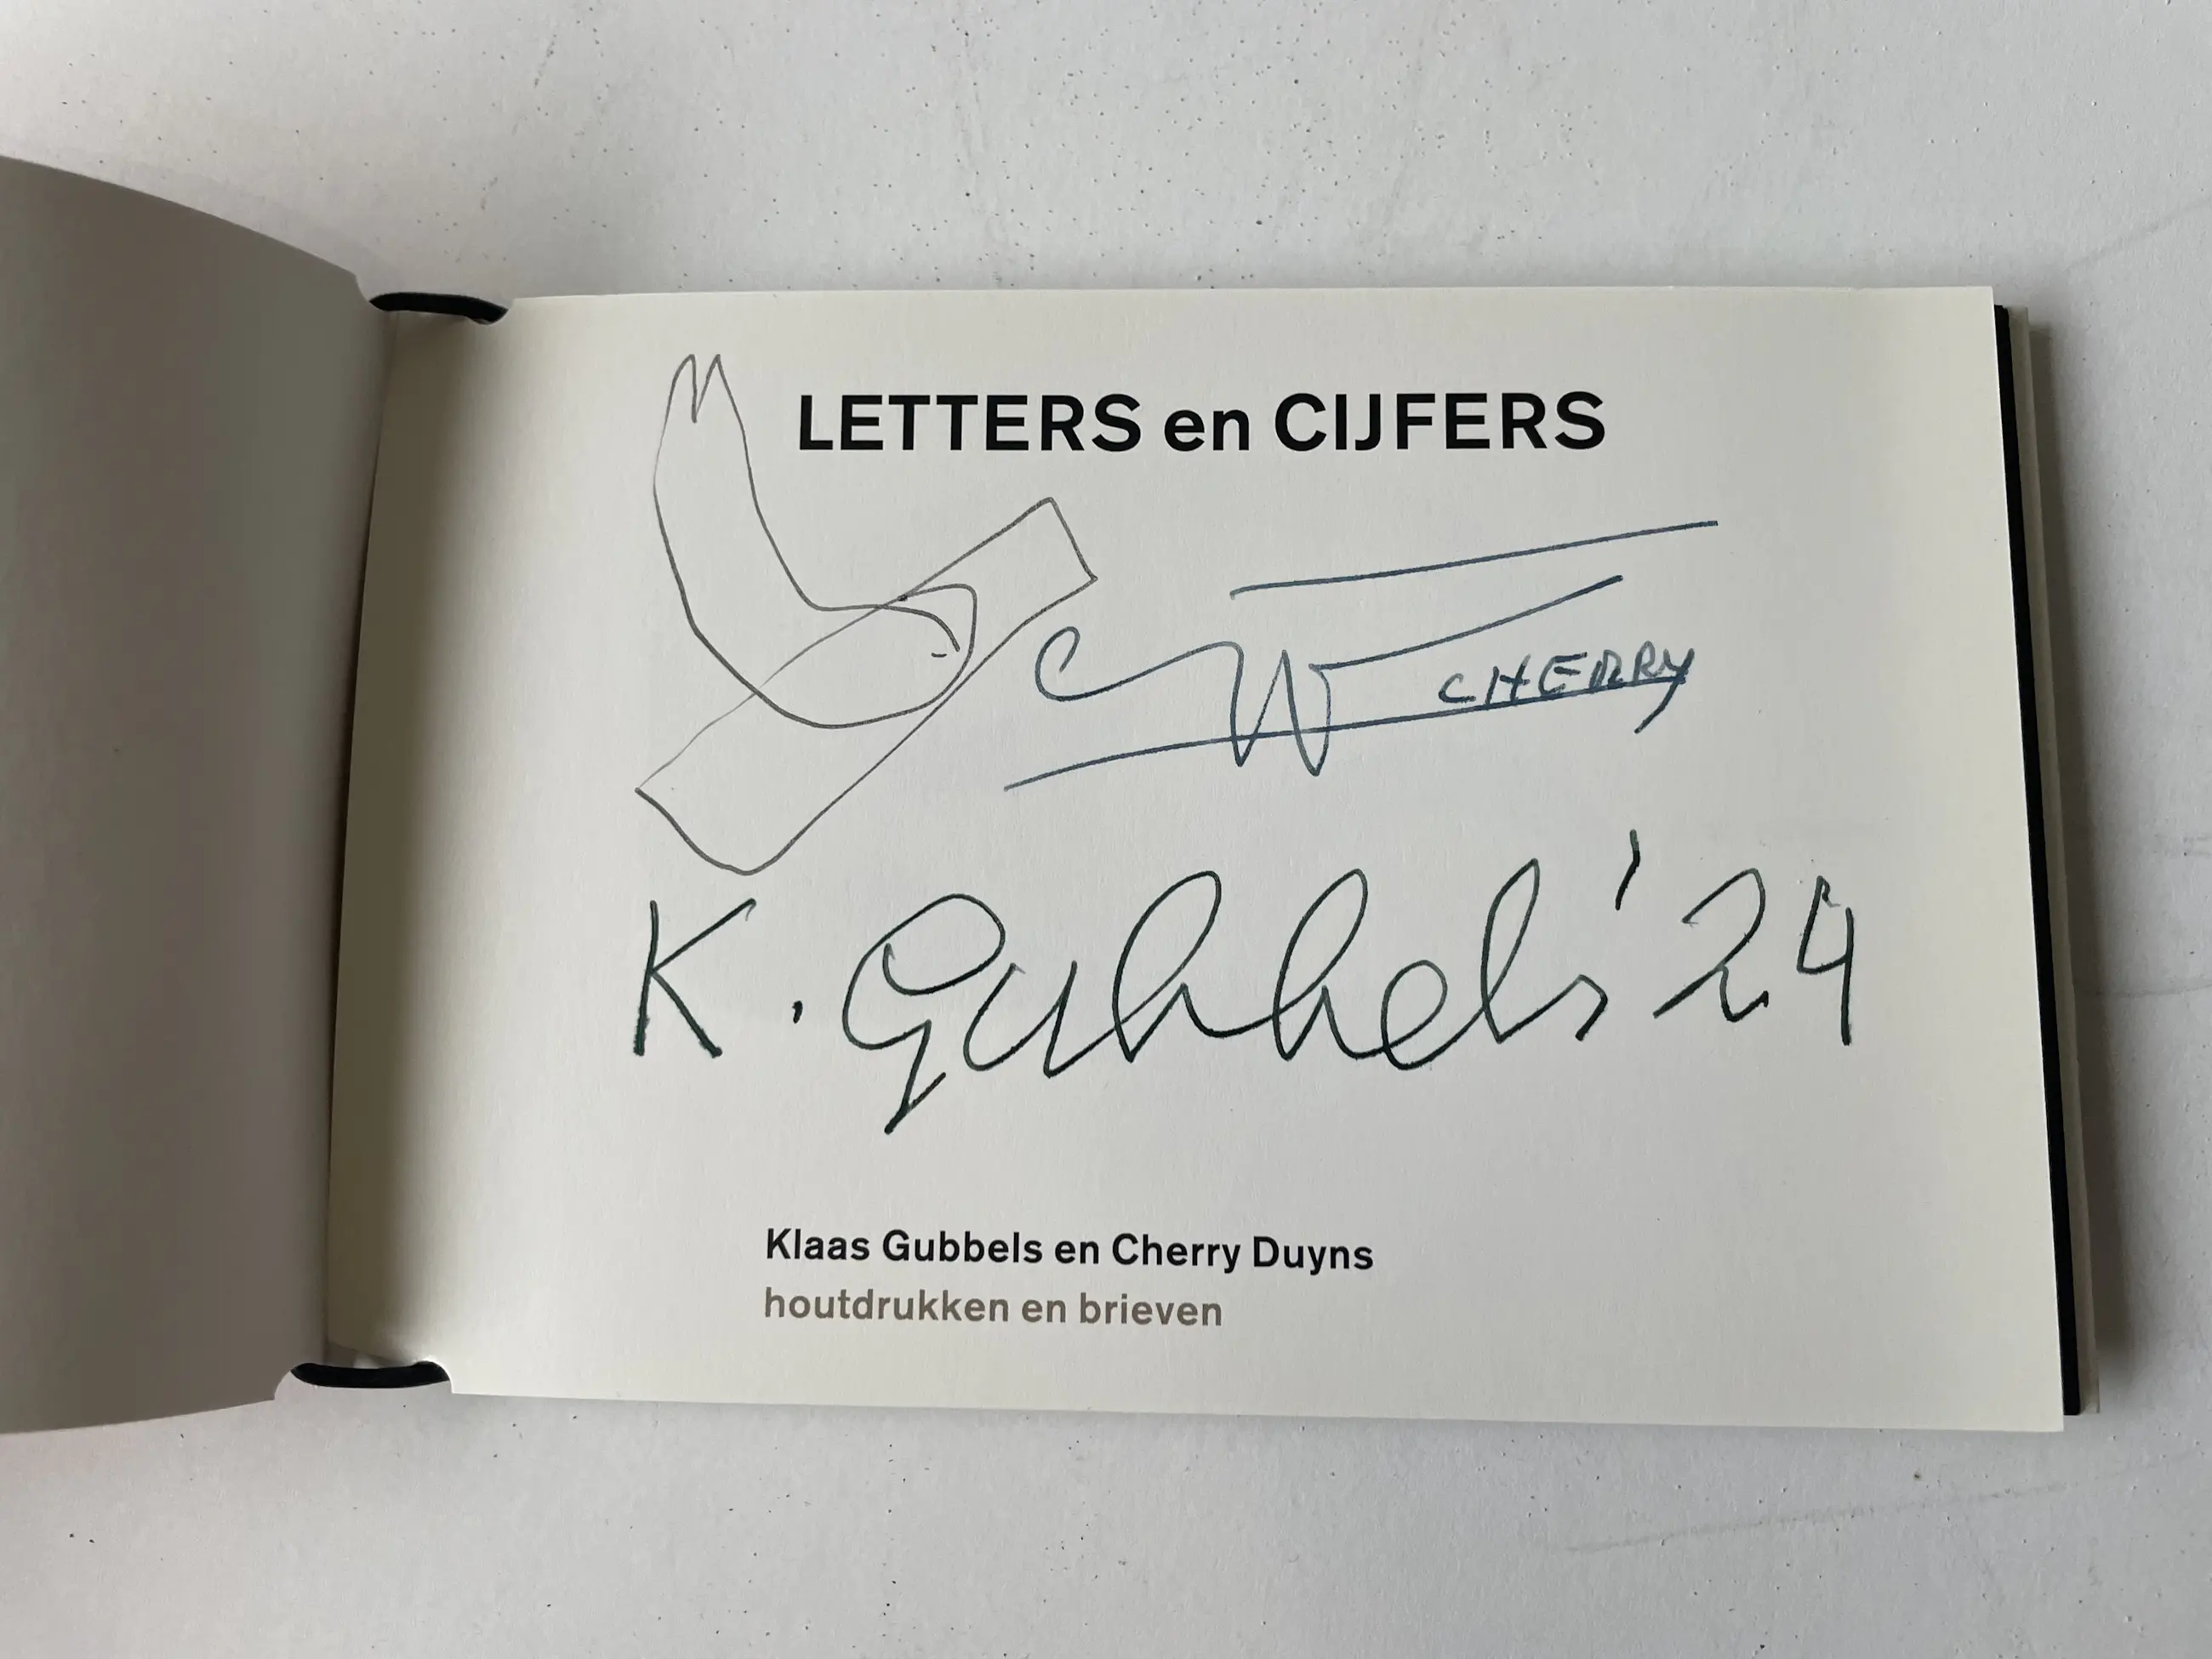 LETTERS en CIJFERS
CHERRY
K. Gubbels '24
Klaas Gubbels en Cherry Duyns
houtdrukken en brieven